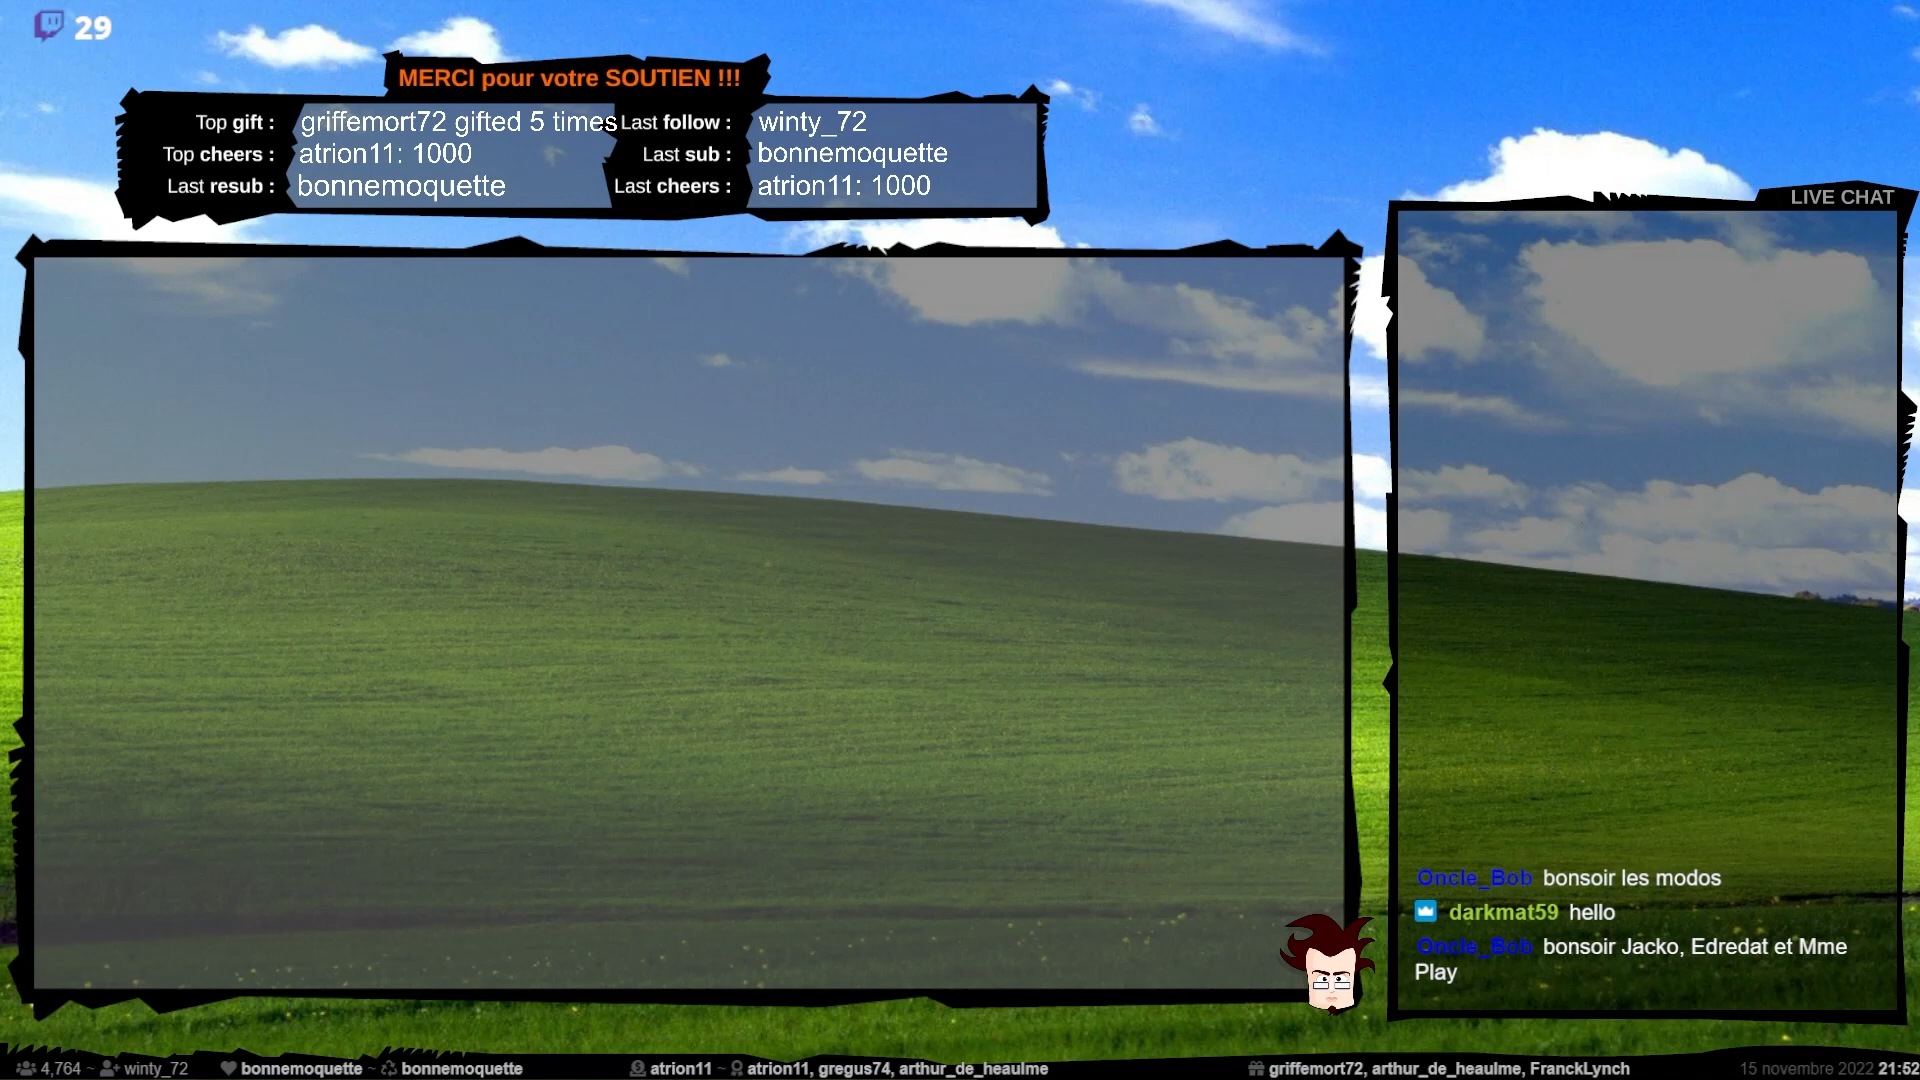 29
MERCI pour votre SOUTIEN !!!
Top gift : griffemort72 gifted 5 times Last follow : winty_72
Top cheers : atrion11: 1000 Last sub : bonnemoquette
Last resub : bonnemoquette Last cheers : atrion11: 1000
LIVE CHAT
Oncle_Bob bonsoir les modos
darkmat59 hello
Oncle_Bob bonsoir Jacko, Edredat et Mme
Play
4,764 ~ winty_72 bonnemoquette ~ bonnemoquette atrion11 ~ atrion11, gregus74, arthur_de_heaulme griffemort72, arthur_de_heaulme, FranckLynch 15 novembre 2022 21:52